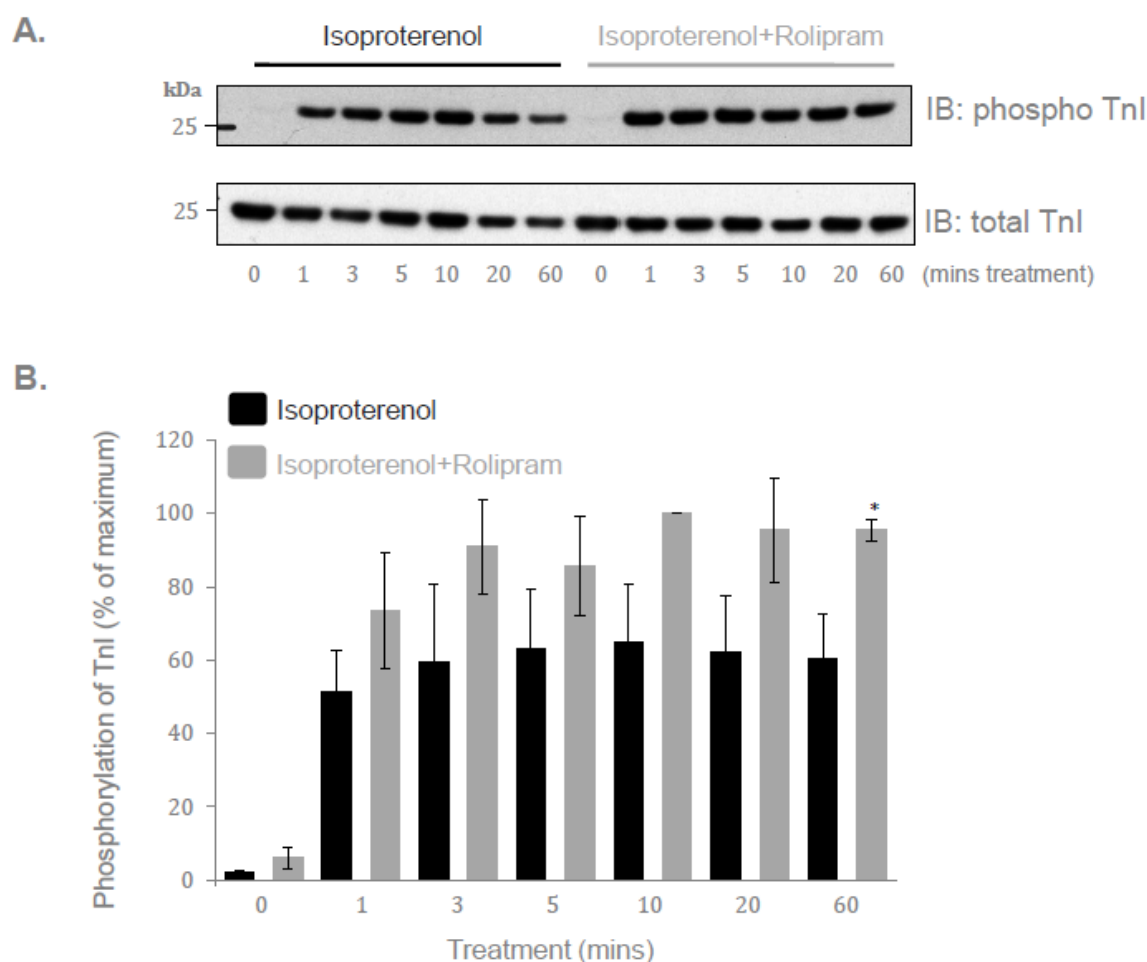 A.
Isoproterenol Isoproterenol+Rolipram
kDa
25
IB: phospho TnI
25
IB: total TnI
0 1 3 5 10 20 60 0 1 3 5 10 20 60 (mins treatment)
B.
Isoproterenol
Isoproterenol+Rolipram
Phosphorylation of TnI (% of maximum)
120
100
80
60
40
20
0
*
0 1 3 5 10 20 60
Treatment (mins)